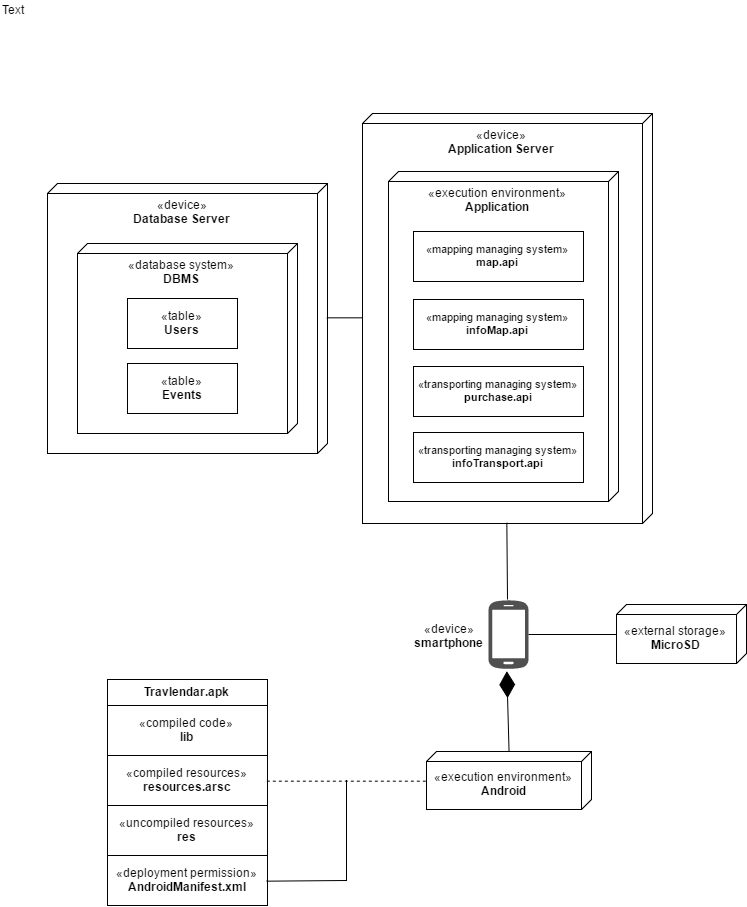 Text
«device»
Application Server
«execution environment»
Application
«mapping managing system»
map.api
«mapping managing system»
infoMap.api
«transporting managing system»
purchase.api
«transporting managing system»
infoTransport.api
«device»
Database Server
«database system»
DBMS
«table»
Users
«table»
Events
«device»
smartphone
«external storage»
MicroSD
Travlendar.apk
«compiled code»
lib
«compiled resources»
resources.arsc
«uncompiled resources»
res
«deployment permission»
AndroidManifest.xml
«execution environment»
Android